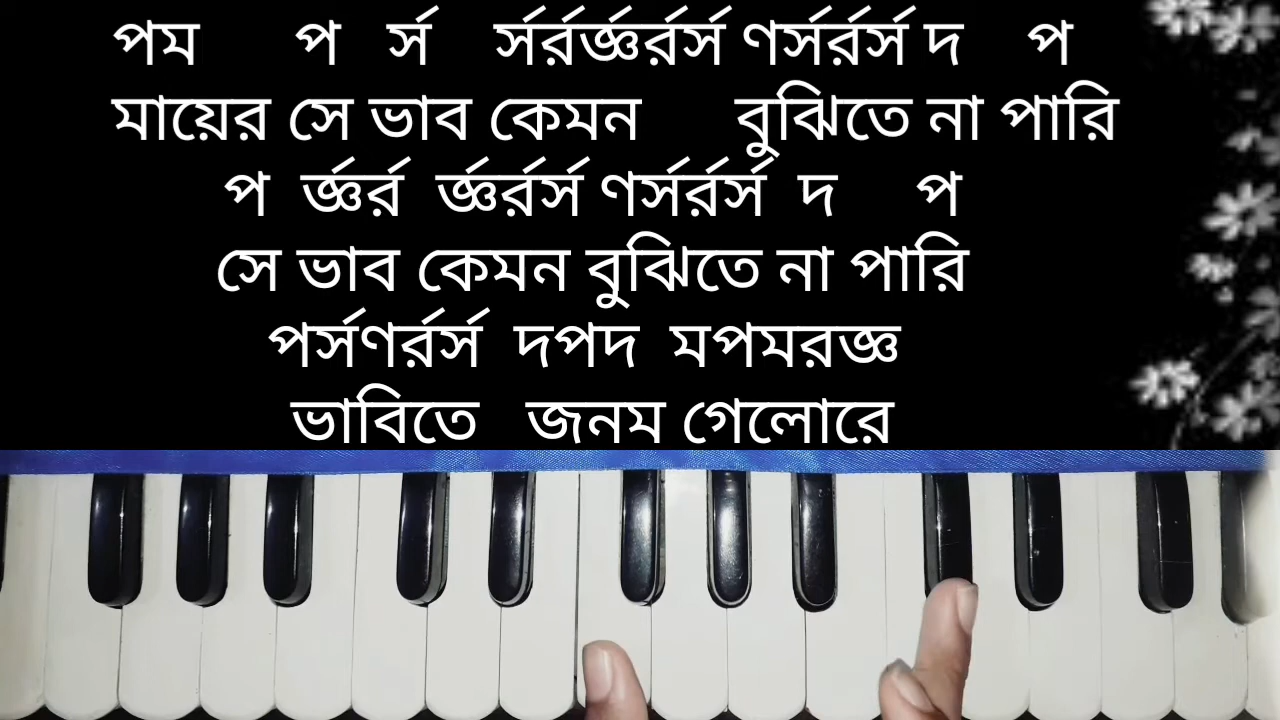 পম প র্স র্সর্রর্জ্ঞর্রর্স ণর্সর্রর্স দ প
মায়ের সে ভাব কেমন বুঝিতে না পারি
প র্জ্ঞর্র র্জ্ঞর্রর্স ণর্সর্রর্স দ প
সে ভাব কেমন বুঝিতে না পারি
পর্সণর্রর্স দপদ মপমরজ্ঞ
ভাবিতে জনম গেলোরে